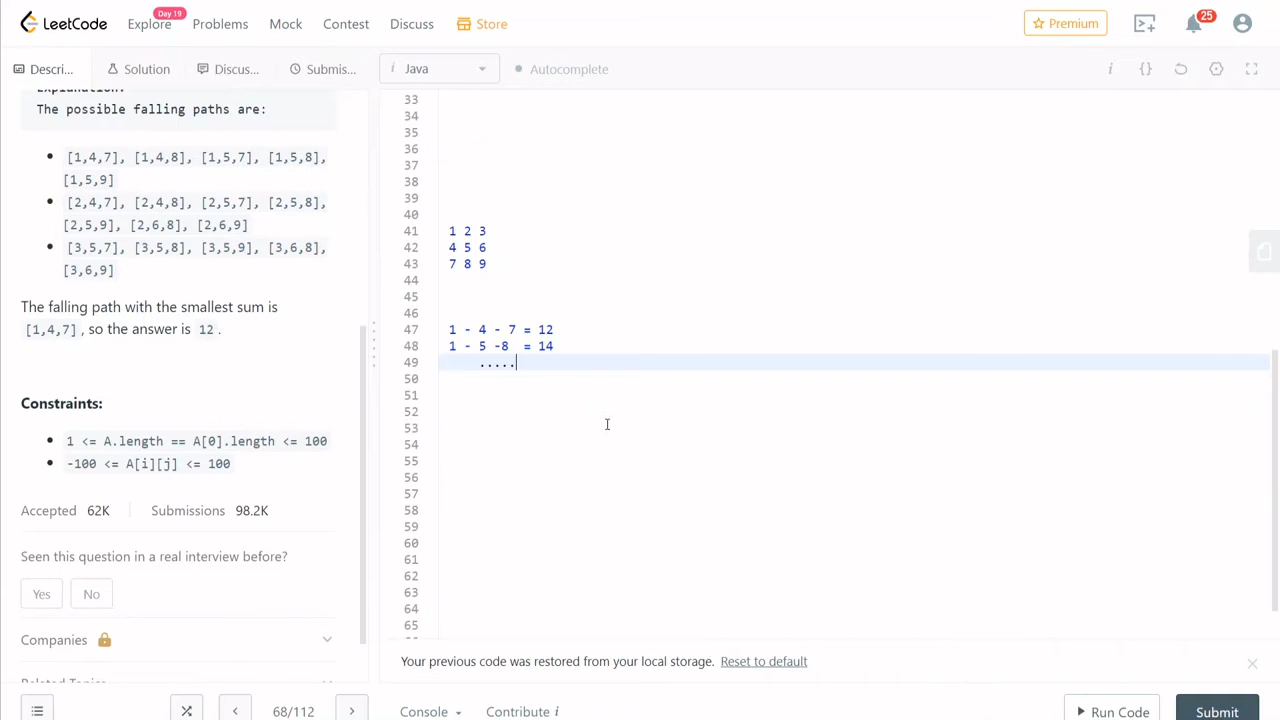 Day 19
LeetCode Explore Problems Mock Contest Discuss Store Premium 25
Descri... Solution Discus... Submis... i Java Autocomplete
Explanation:
The possible falling paths are:
[1,4,7], [1,4,8], [1,5,7], [1,5,8],
[1,5,9]
[2,4,7], [2,4,8], [2,5,7], [2,5,8],
[2,5,9], [2,6,8], [2,6,9]
[3,5,7], [3,5,8], [3,5,9], [3,6,8],
[3,6,9]
The falling path with the smallest sum is
[1,4,7], so the answer is 12.
Constraints:
1 <= A.length == A[0].length <= 100
-100 <= A[i][j] <= 100
Accepted 62K Submissions 98.2K
Seen this question in a real interview before?
Yes No
Companies
Related Topics
33
34
35
36
37
38
39
40
41 1 2 3
42 4 5 6
43 7 8 9
44
45
46
47 1 - 4 - 7 = 12
48 1 - 5 -8  = 14
49 .....
50
51
52
53
54
55
56
57
58
59
60
61
62
63
64
65
Your previous code was restored from your local storage. Reset to default
68/112 Console Contribute i Run Code Submit